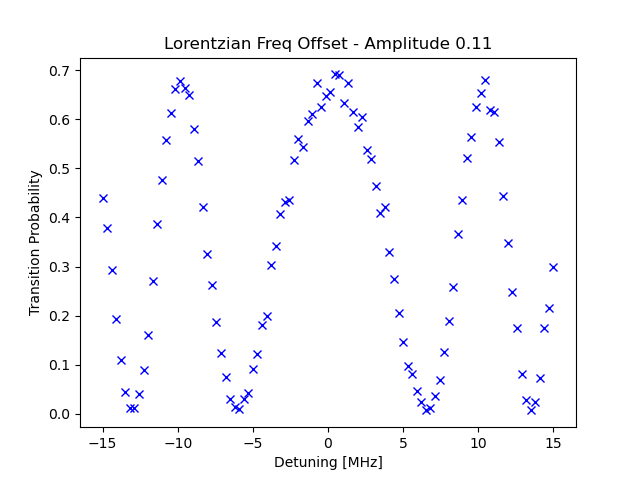 Lorentzian Freq Offset - Amplitude 0.11
Transition Probability
0.7
0.6
0.5
0.4
0.3
0.2
0.1
0.0
−15 −10 −5 0 5 10 15
Detuning [MHz]